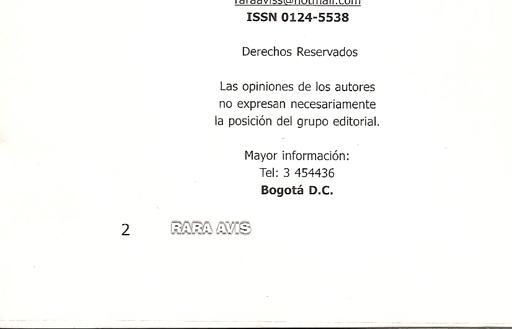 raraaviss@hotmail.com
ISSN 0124-5538
Derechos Reservados
Las opiniones de los autores
no expresan necesariamente
la posición del grupo editorial.
Mayor información:
Tel: 3 454436
Bogotá D.C.
2 RARA AVIS